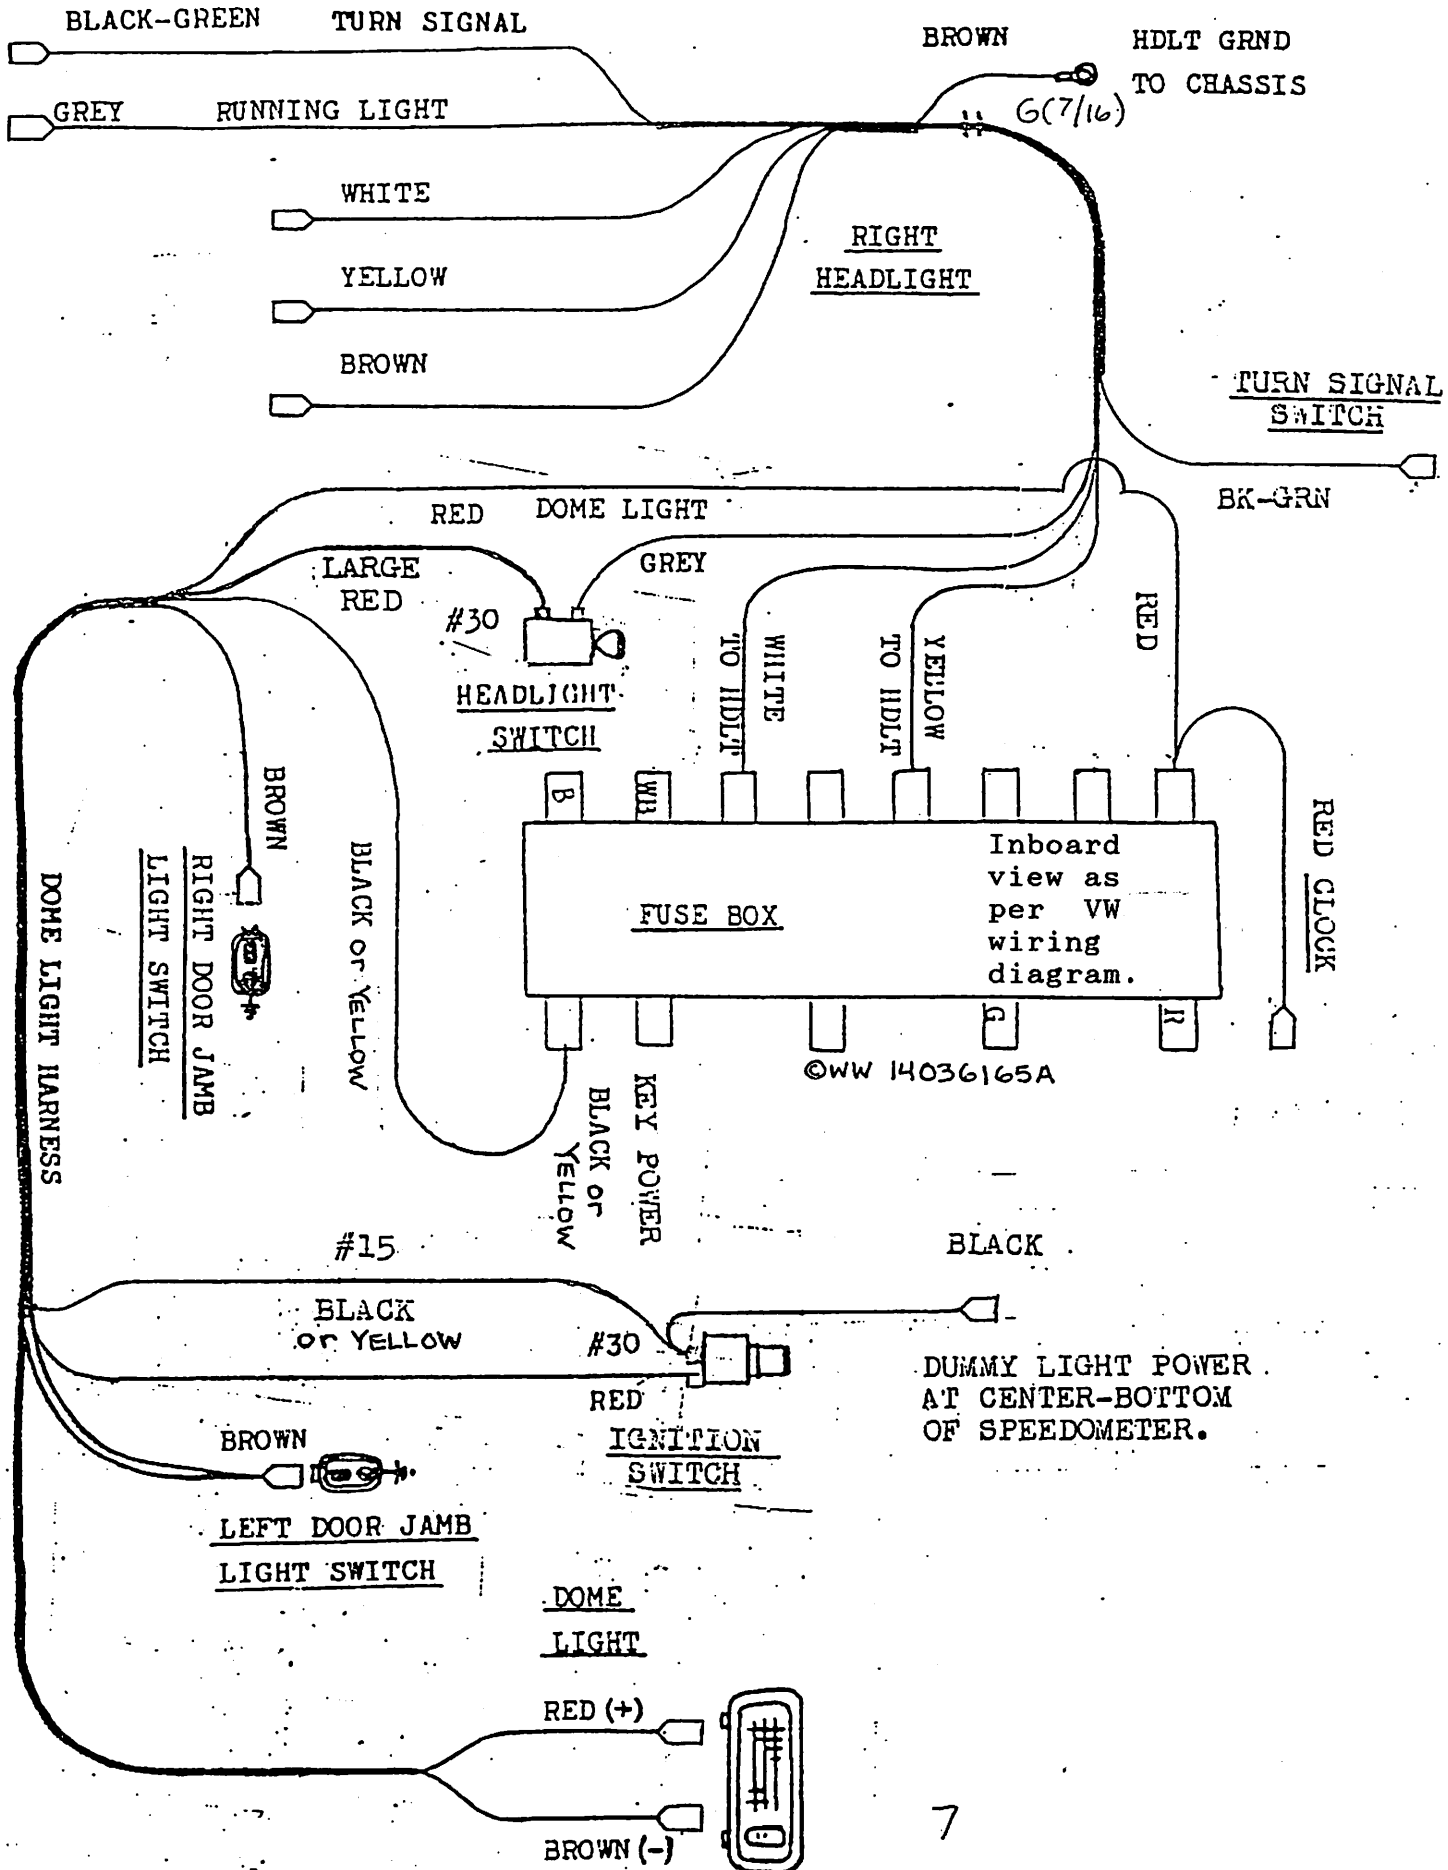 BLACK-GREEN TURN SIGNAL
BROWN
HDLT GRND
TO CHASSIS
GREY RUNNING LIGHT
G(7/16)
WHITE
RIGHT
HEADLIGHT
YELLOW
BROWN
TURN SIGNAL
SWITCH
BK-GRN
RED DOME LIGHT
GREY
LARGE
RED
#30
HEADLIGHT
SWITCH
WHITE
TO HDLT
YELLOW
TO HDLT
RED
BROWN
RIGHT DOOR JAMB
LIGHT SWITCH
BLACK or YELLOW
B
WB
FUSE BOX
Inboard
view as
per VW
wiring
diagram.
RED CLOCK
G
R
©WW 14036165A
DOME LIGHT HARNESS
KEY POWER
BLACK or
YELLOW
#15
BLACK
BLACK
or YELLOW
#30
RED
IGNITION
SWITCH
DUMMY LIGHT POWER
AT CENTER-BOTTOM
OF SPEEDOMETER.
BROWN
LEFT DOOR JAMB
LIGHT SWITCH
DOME
LIGHT
RED (+)
BROWN (-)
7